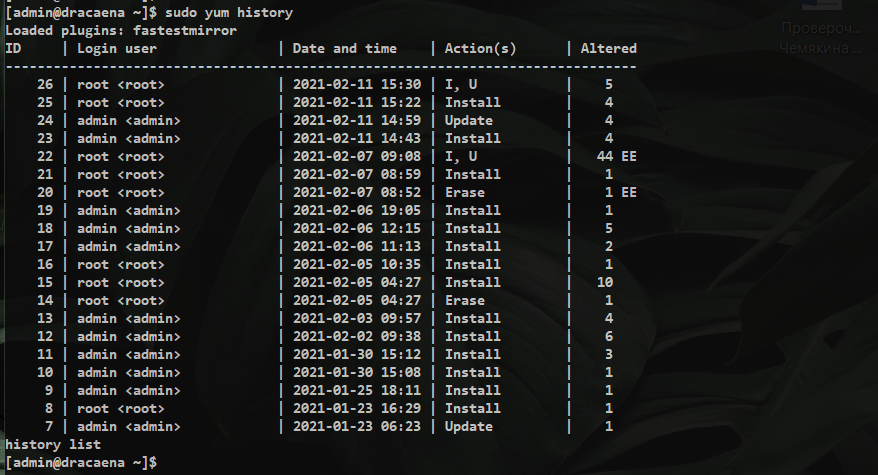 [admin@dracaena ~]$ sudo yum history
Loaded plugins: fastestmirror
ID     | Login user               | Date and time    | Action(s)      | Altered
-------------------------------------------------------------------------------
    26 | root <root>              | 2021-02-11 15:30 | I, U           |    5
    25 | root <root>              | 2021-02-11 15:22 | Install        |    4
    24 | admin <admin>            | 2021-02-11 14:59 | Update         |    4
    23 | admin <admin>            | 2021-02-11 14:43 | Install        |    4
    22 | root <root>              | 2021-02-07 09:08 | I, U           |   44 EE
    21 | root <root>              | 2021-02-07 08:59 | Install        |    1
    20 | root <root>              | 2021-02-07 08:52 | Erase          |    1 EE
    19 | admin <admin>            | 2021-02-06 19:05 | Install        |    1
    18 | admin <admin>            | 2021-02-06 12:15 | Install        |    5
    17 | admin <admin>            | 2021-02-06 11:13 | Install        |    2
    16 | root <root>              | 2021-02-05 10:35 | Install        |    1
    15 | root <root>              | 2021-02-05 04:27 | Install        |   10
    14 | root <root>              | 2021-02-05 04:27 | Erase          |    1
    13 | admin <admin>            | 2021-02-03 09:57 | Install        |    4
    12 | admin <admin>            | 2021-02-02 09:38 | Install        |    6
    11 | admin <admin>            | 2021-01-30 15:12 | Install        |    3
    10 | admin <admin>            | 2021-01-30 15:08 | Install        |    1
     9 | admin <admin>            | 2021-01-25 18:11 | Install        |    1
     8 | root <root>              | 2021-01-23 16:29 | Install        |    1
     7 | admin <admin>            | 2021-01-23 06:23 | Update         |    1
history list
[admin@dracaena ~]$
Провероч...
Чемякина ...